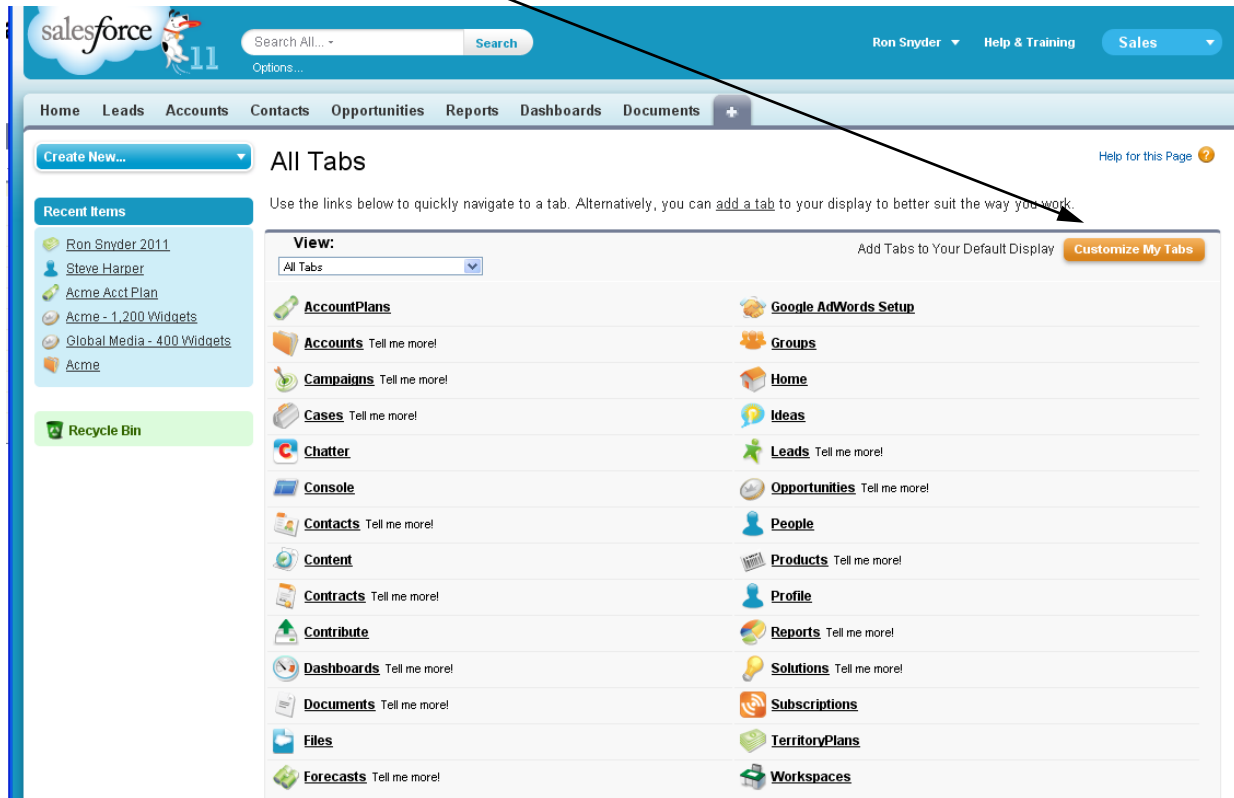 salesforce
11
Search All...
Search
Options...
Ron Snyder
Help & Training
Sales
Home Leads Accounts Contacts Opportunities Reports Dashboards Documents +
Create New...
All Tabs
Help for this Page ?
Use the links below to quickly navigate to a tab. Alternatively, you can add a tab to your display to better suit the way you work.
Recent Items
Ron Snyder 2011
Steve Harper
Acme Acct Plan
Acme - 1,200 Widgets
Global Media - 400 Widgets
Acme
Recycle Bin
View:
All Tabs
Add Tabs to Your Default Display Customize My Tabs
AccountPlans
Accounts Tell me more!
Campaigns Tell me more!
Cases Tell me more!
Chatter
Console
Contacts Tell me more!
Content
Contracts Tell me more!
Contribute
Dashboards Tell me more!
Documents Tell me more!
Files
Forecasts Tell me more!
Google AdWords Setup
Groups
Home
Ideas
Leads Tell me more!
Opportunities Tell me more!
People
Products Tell me more!
Profile
Reports Tell me more!
Solutions Tell me more!
Subscriptions
TerritoryPlans
Workspaces